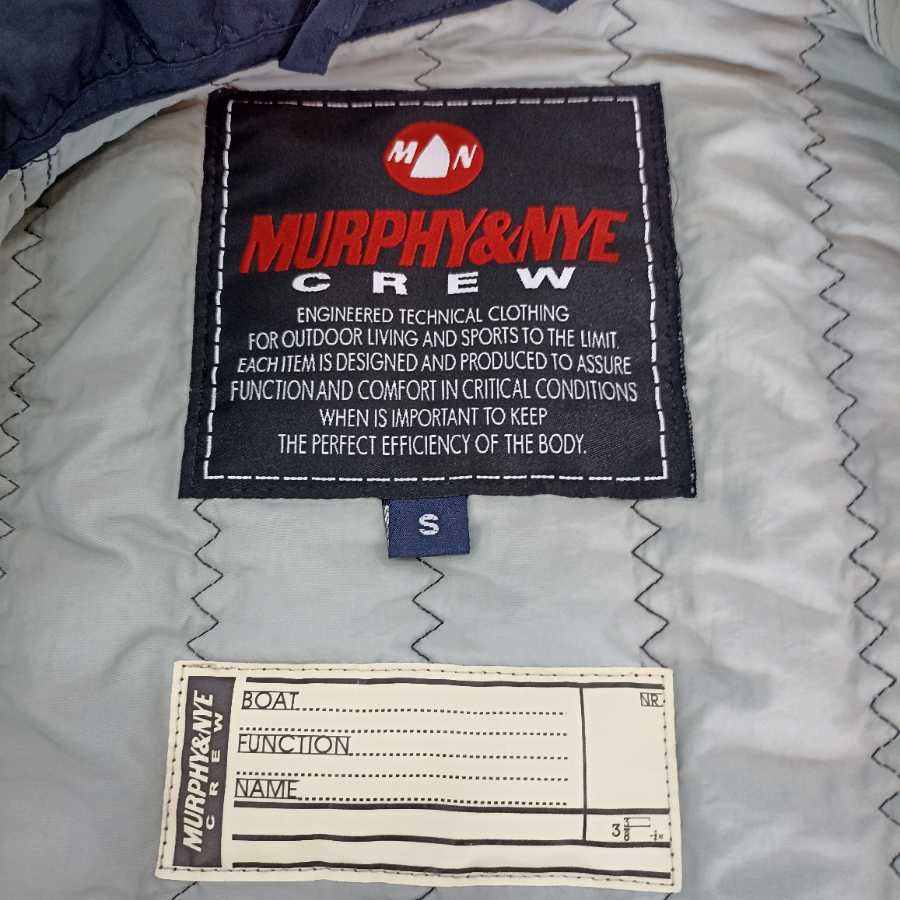 M N
MURPHY&NYE
CREW
ENGINEERED TECHNICAL CLOTHING
FOR OUTDOOR LIVING AND SPORTS TO THE LIMIT.
EACH ITEM IS DESIGNED AND PRODUCED TO ASSURE
FUNCTION AND COMFORT IN CRITICAL CONDITIONS
WHEN IS IMPORTANT TO KEEP
THE PERFECT EFFICIENCY OF THE BODY.
S
MURPHY&NYE
CREW
BOAT
NR.
FUNCTION
NAME
3